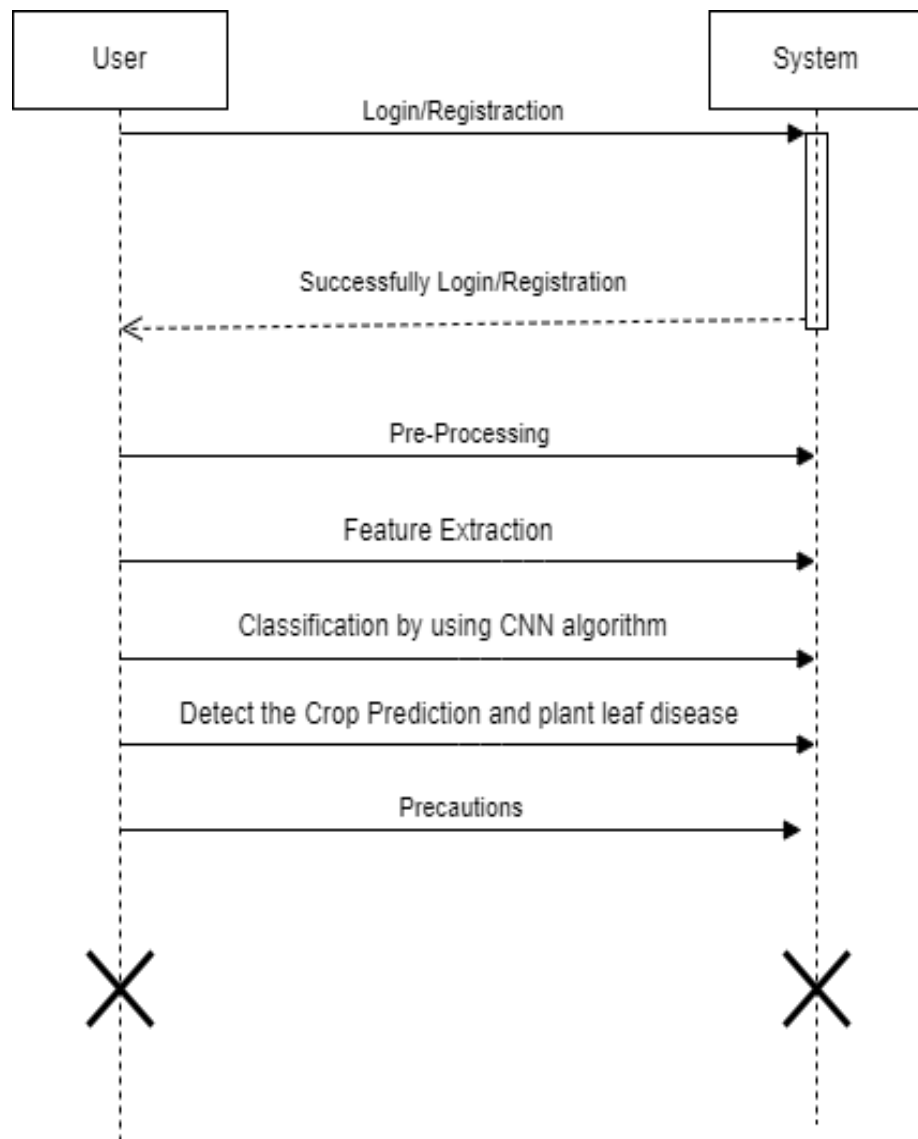 User
System
Login/Registraction
Successfully Login/Registration
Pre-Processing
Feature Extraction
Classification by using CNN algorithm
Detect the Crop Prediction and plant leaf disease
Precautions